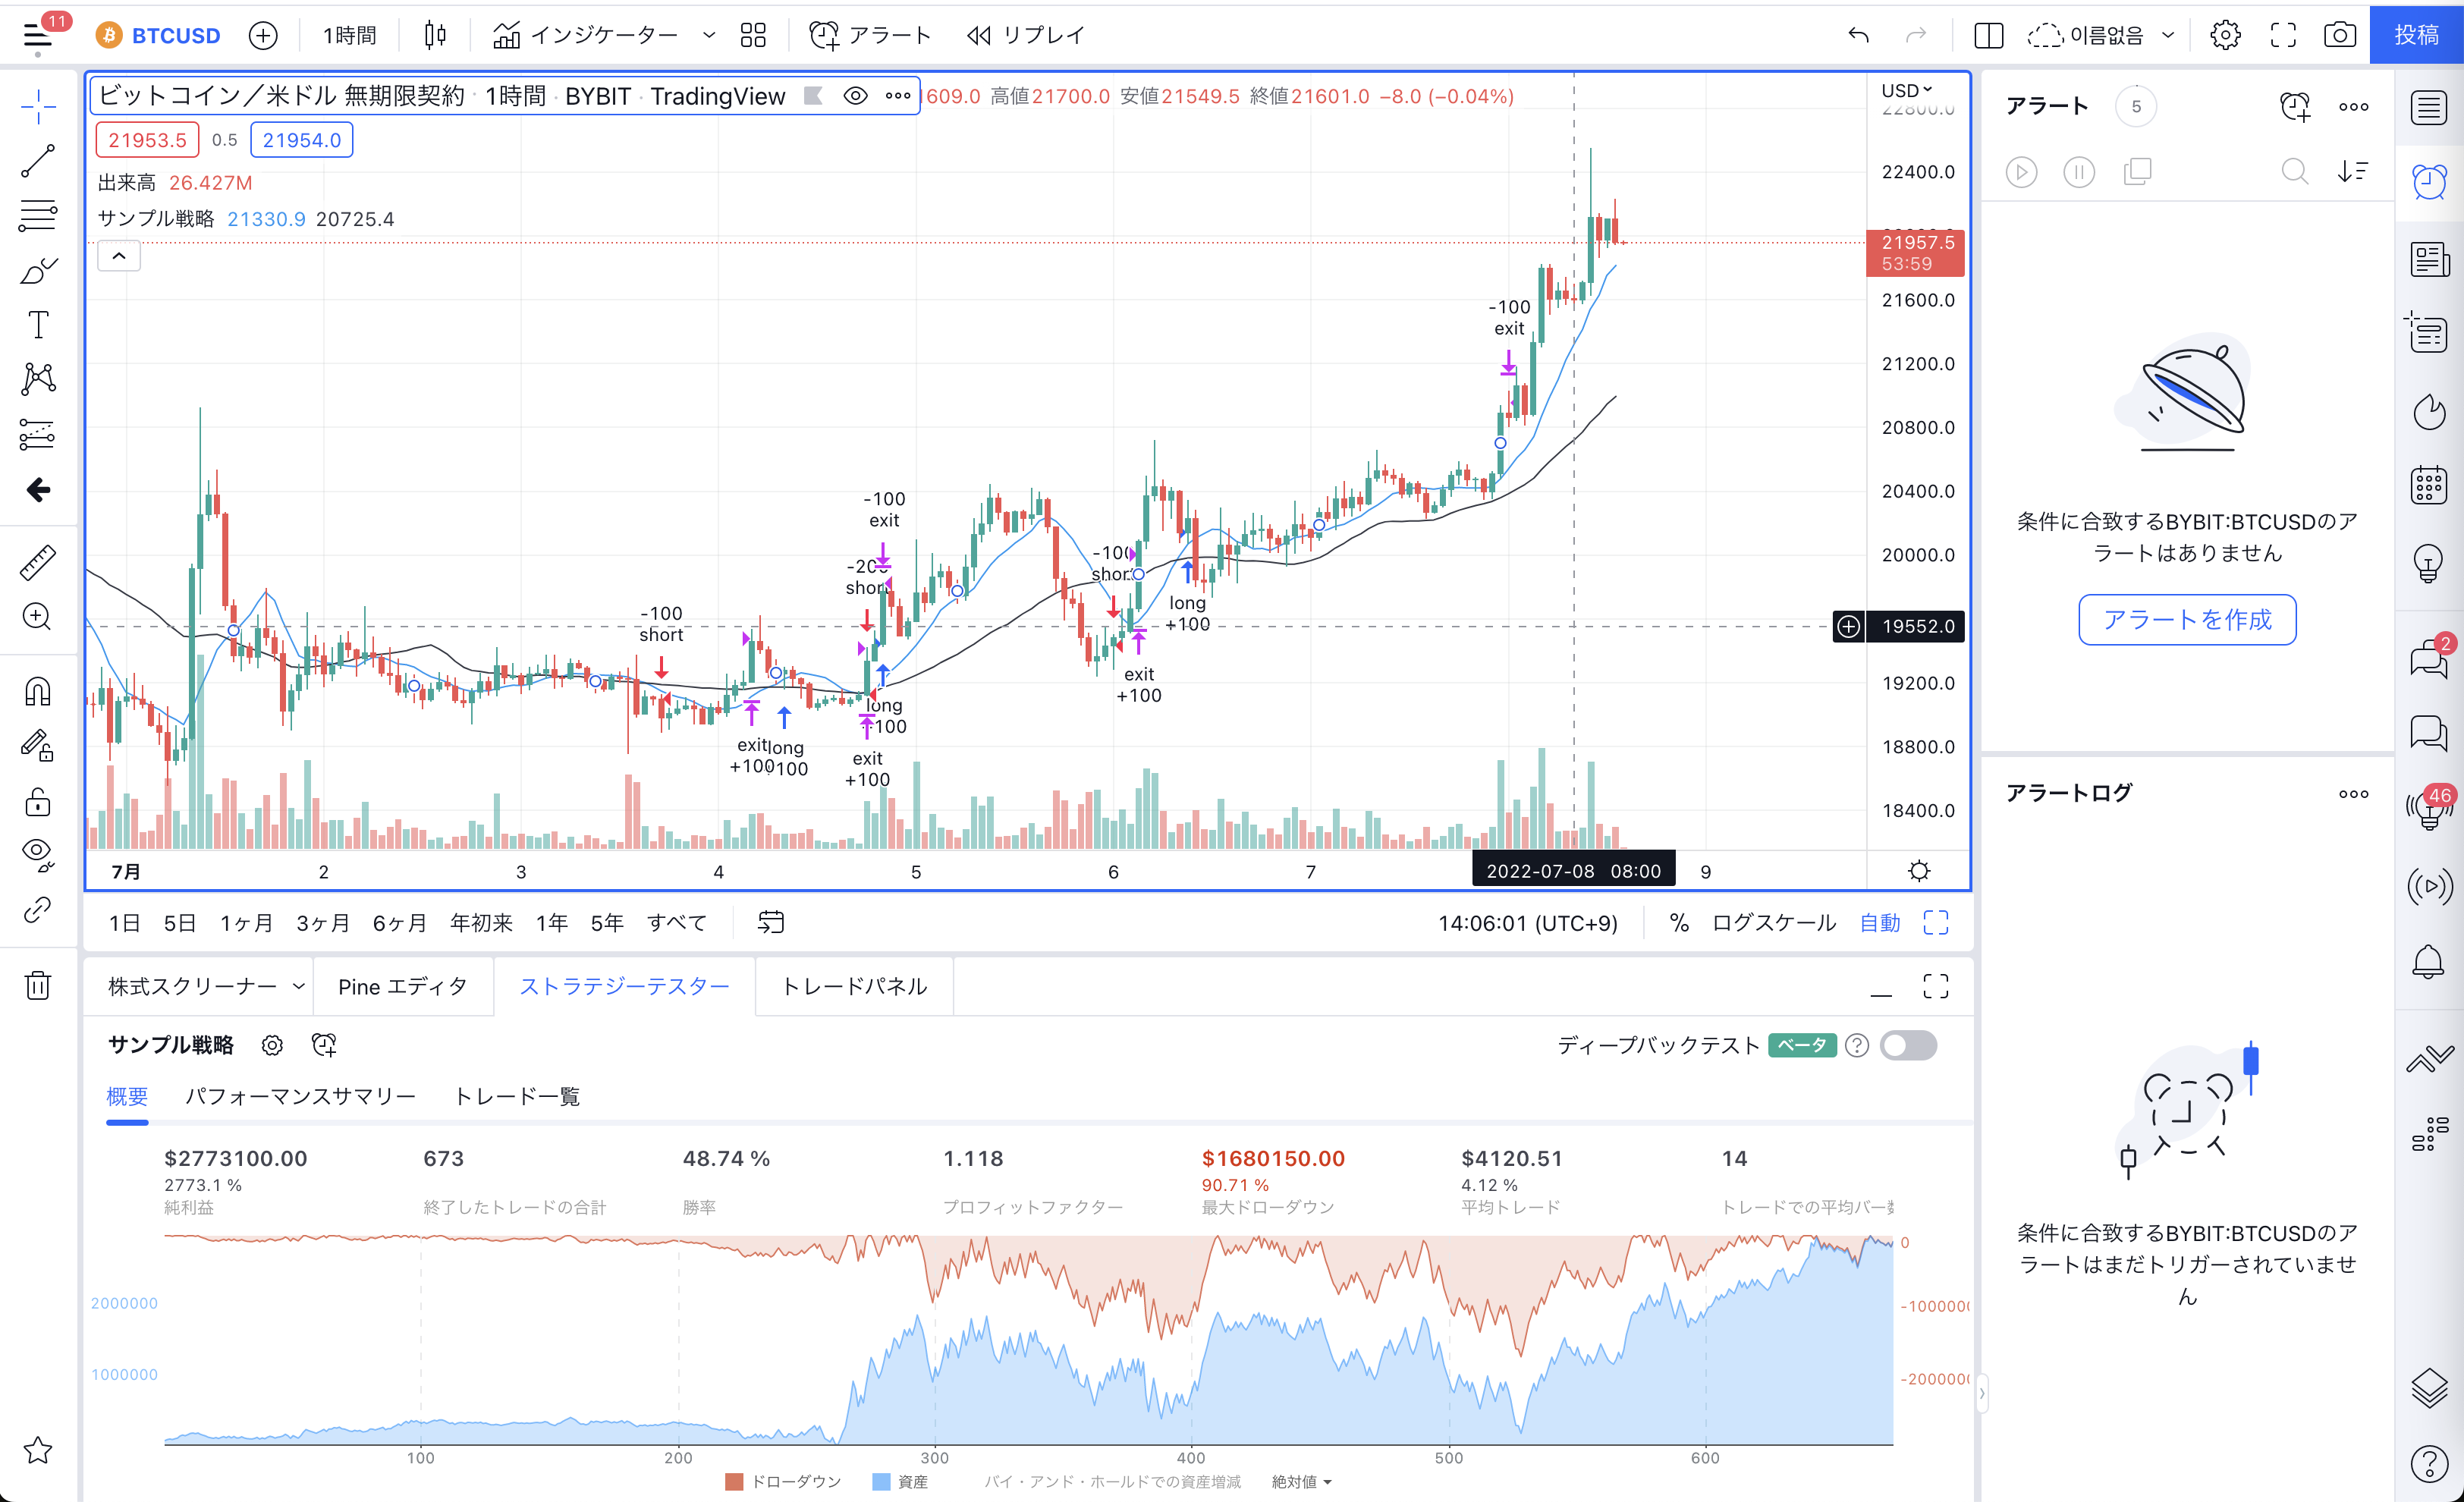 11
BTCUSD
1時間
インジケーター
アラート
リプレイ
이름없음
投稿
ビットコイン／米ドル 無期限契約 · 1時間 · BYBIT · TradingView
609.0 高値21700.0 安値21549.5 終値21601.0 −8.0 (−0.04%)
21953.5 0.5 21954.0
出来高 26.427M
サンプル戦略 21330.9 20725.4
USD
22800.0
22400.0
21957.5
53:59
21600.0
21200.0
20800.0
20400.0
20000.0
19552.0
19200.0
18800.0
18400.0
-100
exit
-100
exit
short
-100
short
-100
short
long
+100
exit
+100
exit
+100
long
exit
+100
long
+100
7月
2
3
4
5
6
7
2022-07-08 08:00
9
1日 5日 1ヶ月 3ヶ月 6ヶ月 年初来 1年 5年 すべて
14:06:01 (UTC+9)
%
ログスケール
自動
株式スクリーナー
Pine エディタ
ストラテジーテスター
トレードパネル
サンプル戦略
ディープバックテスト
ベータ
概要
パフォーマンスサマリー
トレード一覧
$2773100.00
2773.1 %
純利益
673
終了したトレードの合計
48.74 %
勝率
1.118
プロフィットファクター
$1680150.00
90.71 %
最大ドローダウン
$4120.51
4.12 %
平均トレード
14
トレードでの平均バー
2000000
1000000
0
-1000000
-2000000
100
200
300
400
500
600
ドローダウン
資産
バイ・アンド・ホールドでの資産増減
絶対値
アラート
5
条件に合致するBYBIT:BTCUSDのア
ラートはありません
アラートを作成
アラートログ
条件に合致するBYBIT:BTCUSDのア
ラートはまだトリガーされていませ
ん
2
46